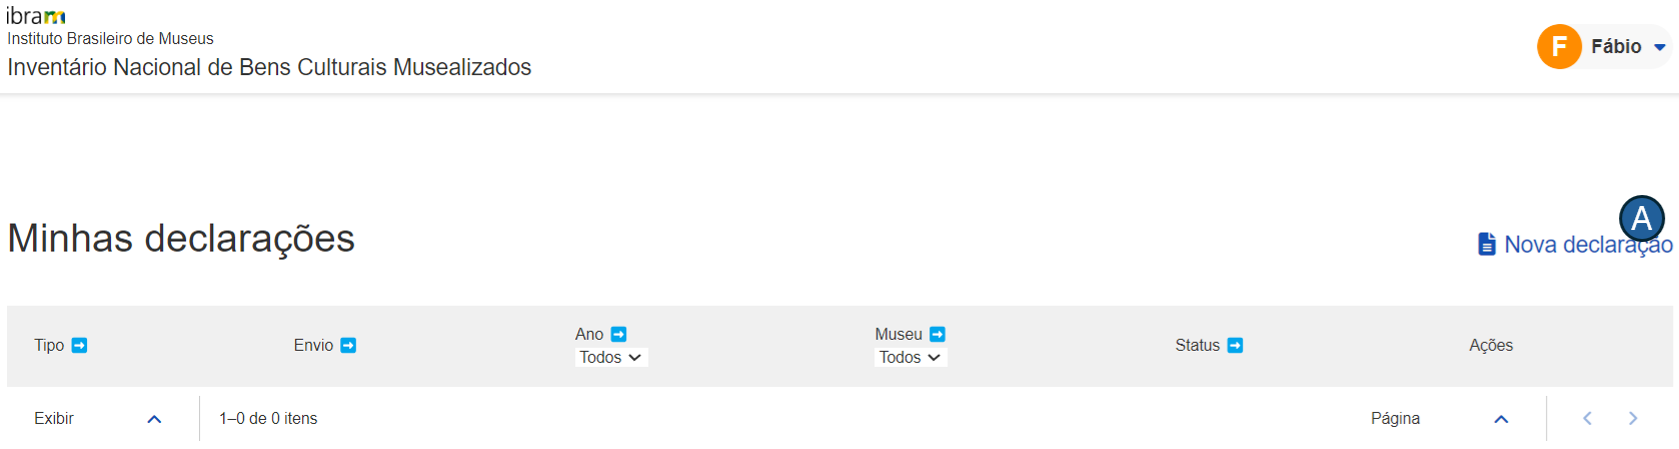 ibram
Instituto Brasileiro de Museus
Inventário Nacional de Bens Culturais Musealizados
F Fábio
Minhas declarações
A
Nova declaração
Tipo Envio Ano Museu Status Ações
Todos Todos
Exibir 1–0 de 0 itens Página